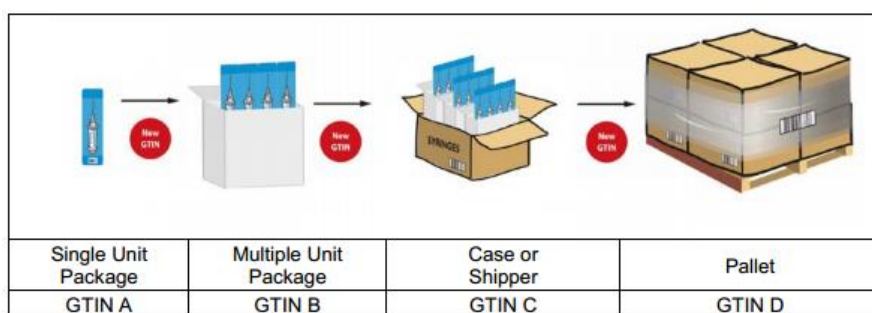 New
GTIN
New
GTIN
New
GTIN
SYRINGES
Single Unit
Package
Multiple Unit
Package
Case or
Shipper
Pallet
GTIN A
GTIN B
GTIN C
GTIN D